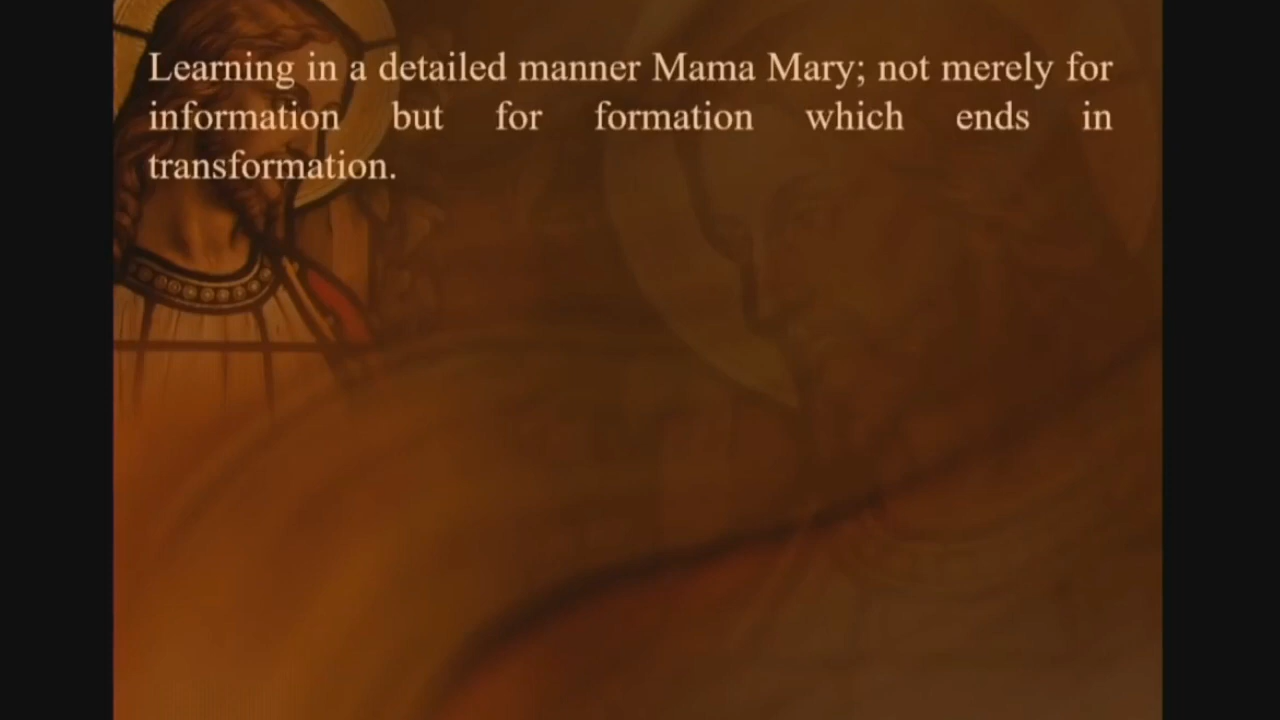 Learning in a detailed manner Mama Mary; not merely for
information but for formation which ends in
transformation.